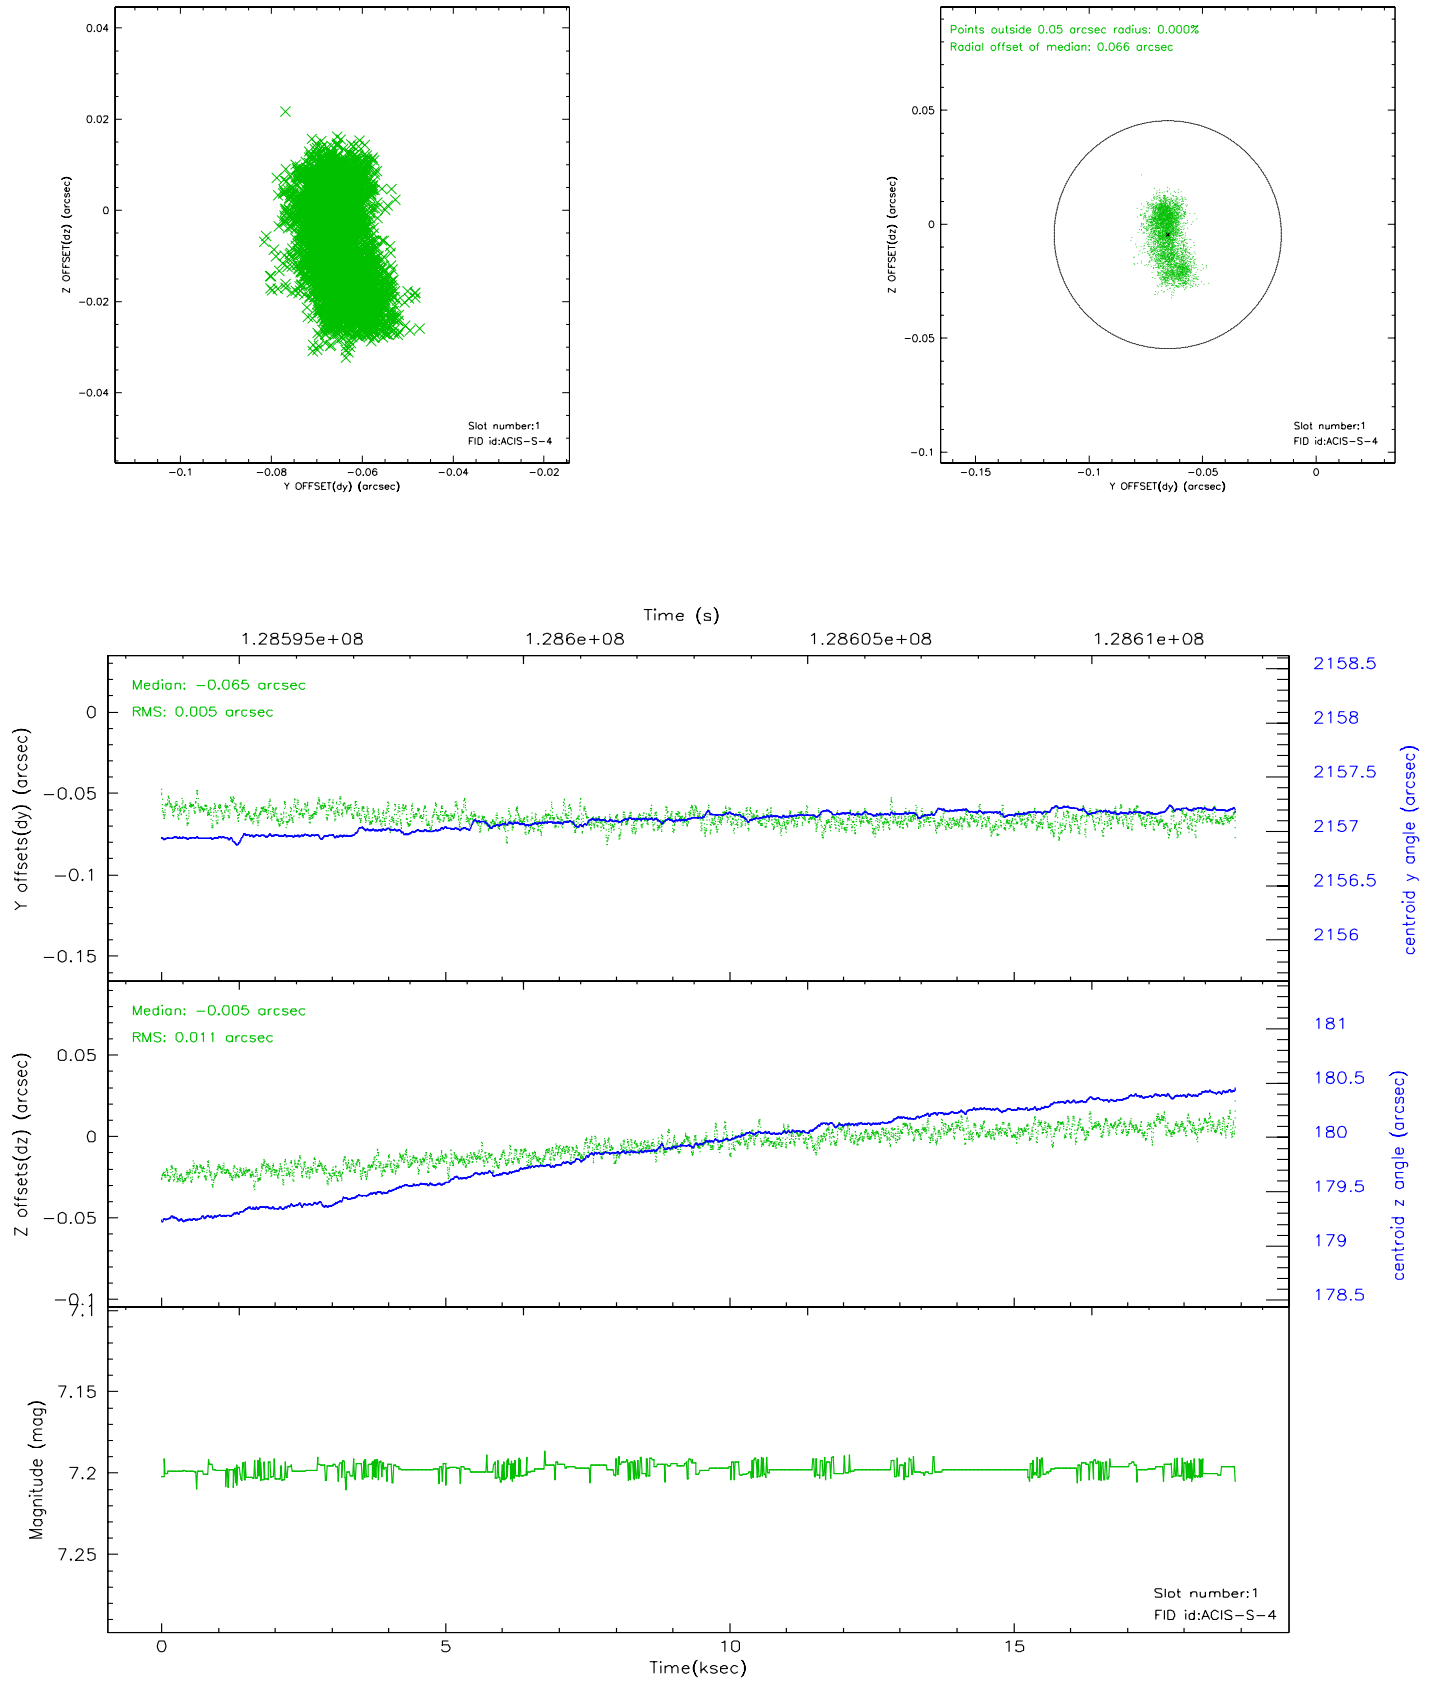 0.04
0.02
0
−0.02
−0.04
Z OFFSET(dz) (arcsec)
Slot number:1
FID id:ACIS−S−4
−0.1
−0.08
−0.06
−0.04
−0.02
Y OFFSET(dy) (arcsec)
Points outside 0.05 arcsec radius: 0.000%
Radial offset of median: 0.066 arcsec
0.05
0
−0.05
−0.1
Z OFFSET(dz) (arcsec)
Slot number:1
FID id:ACIS−S−4
−0.15
−0.1
−0.05
0
Y OFFSET(dy) (arcsec)
Time (s)
1.28595e+08
1.286e+08
1.28605e+08
1.2861e+08
Median: −0.065 arcsec
RMS: 0.005 arcsec
0
−0.05
−0.1
−0.15
Y offsets(dy) (arcsec)
2158.5
2158
2157.5
2157
2156.5
2156
centroid y angle (arcsec)
Median: −0.005 arcsec
RMS: 0.011 arcsec
0.05
0
−0.05
−0.1
Z offsets(dz) (arcsec)
181
180.5
180
179.5
179
178.5
centroid z angle (arcsec)
7.1
7.15
7.2
7.25
Magnitude (mag)
Slot number:1
FID id:ACIS−S−4
0
5
10
15
Time(ksec)